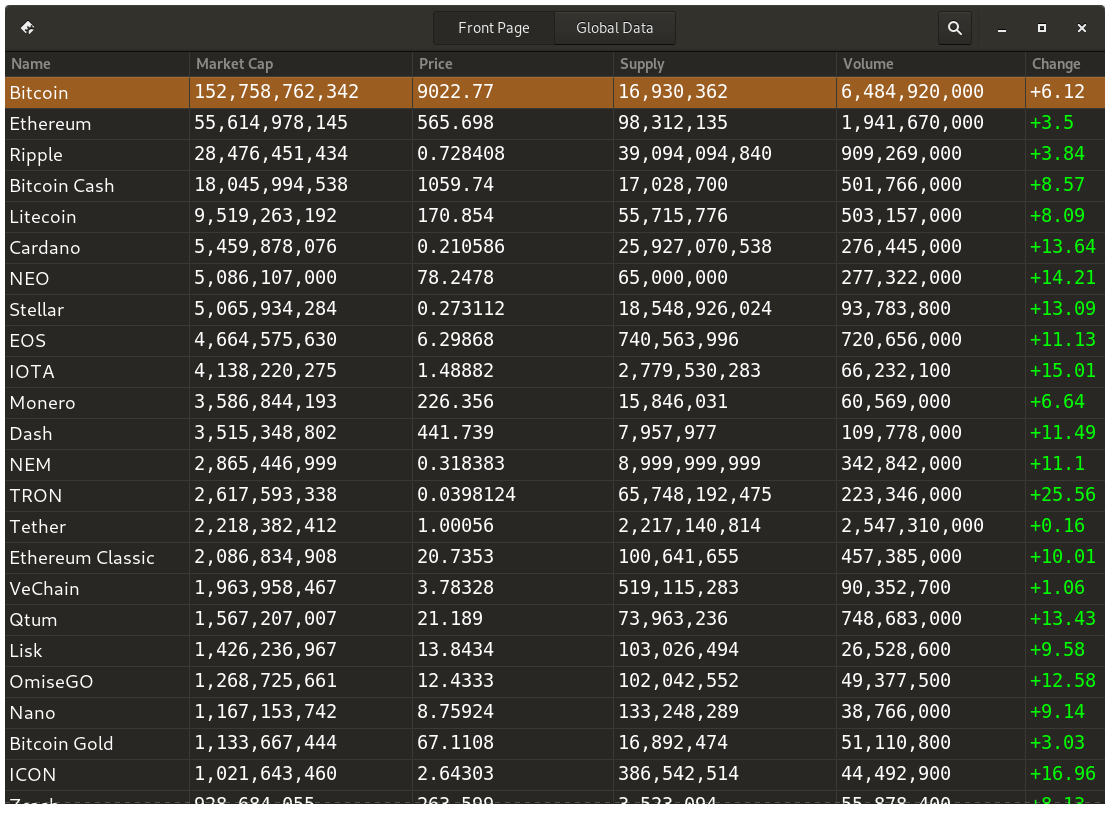 Front Page Global Data
Name Market Cap Price Supply Volume Change
Bitcoin 152,758,762,342 9022.77 16,930,362 6,484,920,000 +6.12
Ethereum 55,614,978,145 565.698 98,312,135 1,941,670,000 +3.5
Ripple 28,476,451,434 0.728408 39,094,094,840 909,269,000 +3.84
Bitcoin Cash 18,045,994,538 1059.74 17,028,700 501,766,000 +8.57
Litecoin 9,519,263,192 170.854 55,715,776 503,157,000 +8.09
Cardano 5,459,878,076 0.210586 25,927,070,538 276,445,000 +13.64
NEO 5,086,107,000 78.2478 65,000,000 277,322,000 +14.21
Stellar 5,065,934,284 0.273112 18,548,926,024 93,783,800 +13.09
EOS 4,664,575,630 6.29868 740,563,996 720,656,000 +11.13
IOTA 4,138,220,275 1.48882 2,779,530,283 66,232,100 +15.01
Monero 3,586,844,193 226.356 15,846,031 60,569,000 +6.64
Dash 3,515,348,802 441.739 7,957,977 109,778,000 +11.49
NEM 2,865,446,999 0.318383 8,999,999,999 342,842,000 +11.1
TRON 2,617,593,338 0.0398124 65,748,192,475 223,346,000 +25.56
Tether 2,218,382,412 1.00056 2,217,140,814 2,547,310,000 +0.16
Ethereum Classic 2,086,834,908 20.7353 100,641,655 457,385,000 +10.01
VeChain 1,963,958,467 3.78328 519,115,283 90,352,700 +1.06
Qtum 1,567,207,007 21.189 73,963,236 748,683,000 +13.43
Lisk 1,426,236,967 13.8434 103,026,494 26,528,600 +9.58
OmiseGO 1,268,725,661 12.4333 102,042,552 49,377,500 +12.58
Nano 1,167,153,742 8.75924 133,248,289 38,766,000 +9.14
Bitcoin Gold 1,133,667,444 67.1108 16,892,474 51,110,800 +3.03
ICON 1,021,643,460 2.64303 386,542,514 44,492,900 +16.96
Zcash 928,684,055 263.599 3,523,094 55,878,400 +8.13